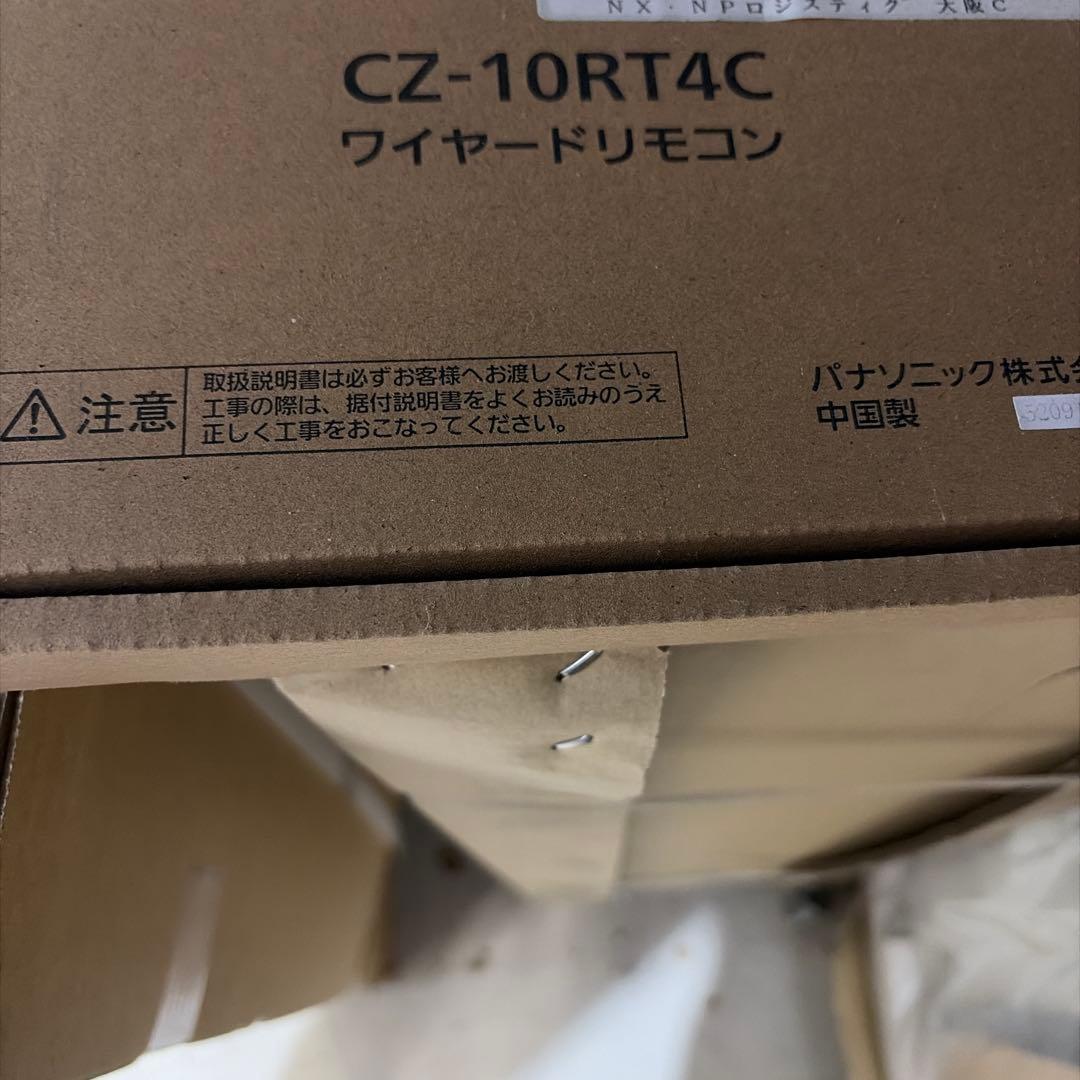 NX・NPロジスティク 大阪C
CZ-10RT4C
ワイヤードリモコン
注意
取扱説明書は必ずお客様へお渡しください。
工事の際は、据付説明書をよくお読みのうえ
正しく工事をおこなってください。
パナソニック株式会
中国製